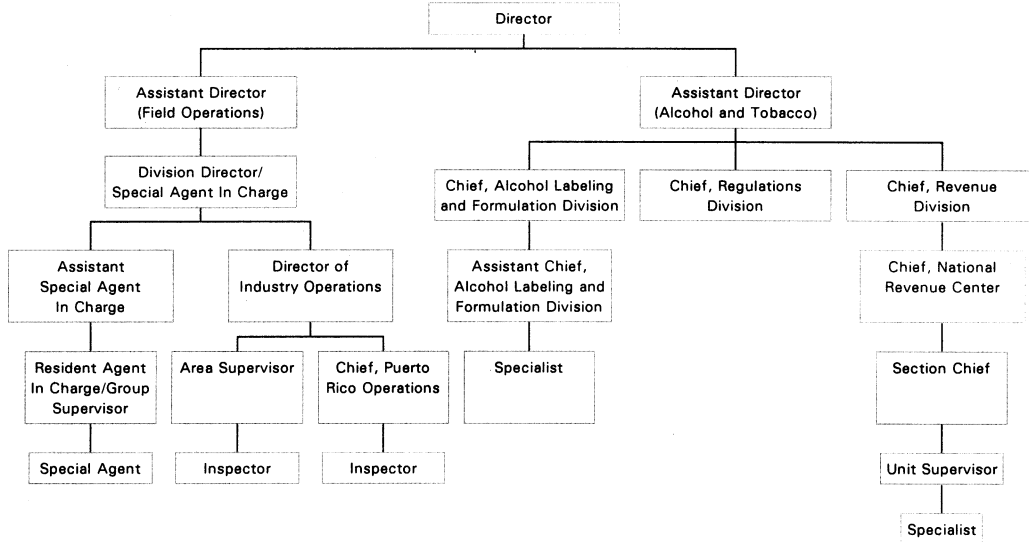 Director
Assistant Director
(Field Operations)
Assistant Director
(Alcohol and Tobacco)
Division Director/
Special Agent In Charge
Chief, Alcohol Labeling
and Formulation Division
Chief, Regulations
Division
Chief, Revenue
Division
Assistant
Special Agent
In Charge
Director of
Industry Operations
Assistant Chief,
Alcohol Labeling and
Formulation Division
Chief, National
Revenue Center
Resident Agent
In Charge/Group
Supervisor
Area Supervisor
Chief, Puerto
Rico Operations
Specialist
Section Chief
Special Agent
Inspector
Inspector
Unit Supervisor
Specialist